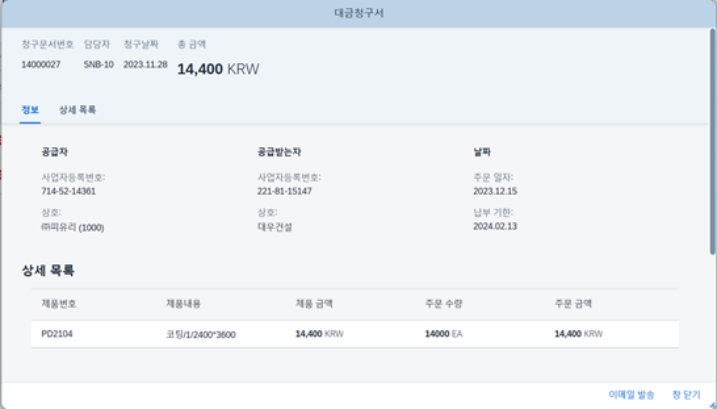 대금청구서
청구문서번호 담당자 청구날짜 총 금액
14000027 SNB-10 2023.11.28 14,400 KRW
정보 상세 목록
공급자 공급받는자 날짜
사업자등록번호: 사업자등록번호: 주문 일자:
714-52-14361 221-81-15147 2023.12.15
상호: 상호: 납부 기한:
㈜피유리 (1000) 대우건설 2024.02.13
상세 목록
제품번호 제품내용 제품 금액 주문 수량 주문 금액
PD2104 코팅/1/2400*3600 14,400 KRW 14000 EA 14,400 KRW
이메일 발송 창 닫기